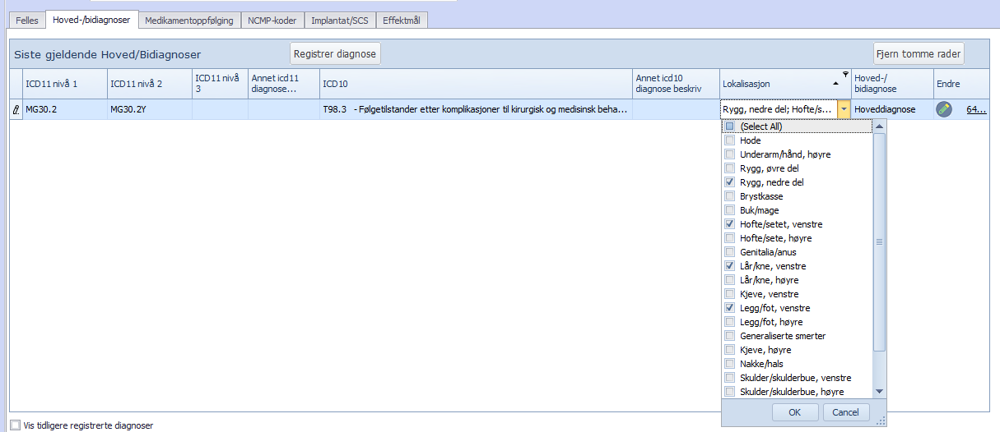 Felles Hoved-/bidiagnoser Medikamentoppfølging NCMP-koder Implantat/SCS Effektmål
Siste gjeldende Hoved/Bidiagnoser Registrer diagnose Fjern tomme rader
ICD11 nivå 1 ICD11 nivå 2 ICD11 nivå 3 Annet icd11 diagnose... ICD10 Annet icd10 diagnose beskriv Lokalisasjon Hoved-/ bidiagnose Endre
MG30.2 MG30.2Y T98.3 - Følgetilstander etter komplikasjoner til kirurgisk og medisinsk beha... Rygg, nedre del; Hofte/s... Hoveddiagnose 64...
(Select All)
Hode
Underarm/hånd, høyre
Rygg, øvre del
Rygg, nedre del
Brystkasse
Buk/mage
Hofte/setet, venstre
Hofte/sete, høyre
Genitalia/anus
Lår/kne, venstre
Lår/kne, høyre
Kjeve, venstre
Legg/fot, venstre
Legg/fot, høyre
Generaliserte smerter
Kjeve, høyre
Nakke/hals
Skulder/skulderbue, venstre
Skulder/skulderbue, høyre
OK Cancel
Vis tidligere registrerte diagnoser